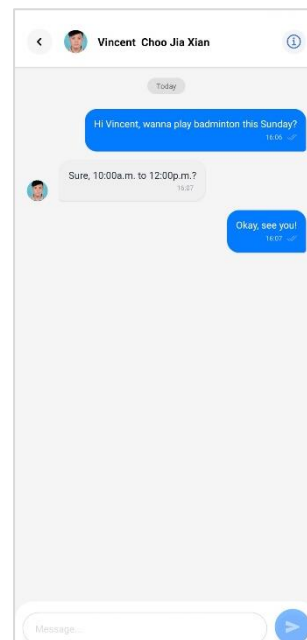 Vincent Choo Jia Xian
Today
Hi Vincent, wanna play badminton this Sunday?
16:06
Sure, 10:00a.m. to 12:00p.m.?
16:07
Okay, see you!
16:07
Message...